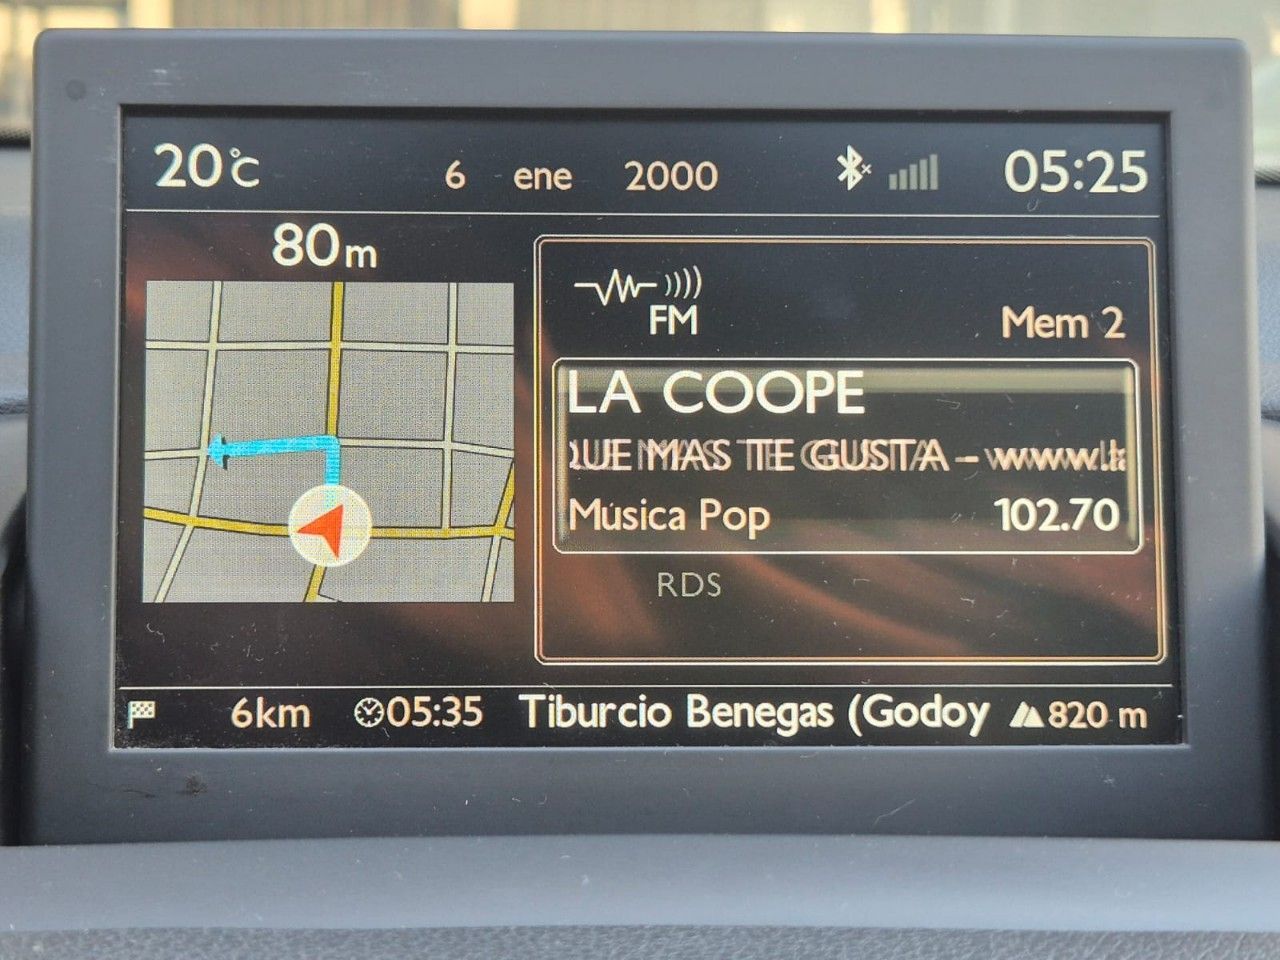 20°C 6 ene 2000 05:25
80m
FM
Mem 2
LA COOPE
UE MAS TE GUSTA – www.la
Música Pop 102.70
RDS
6km 05:35 Tiburcio Benegas (Godoy 820 m